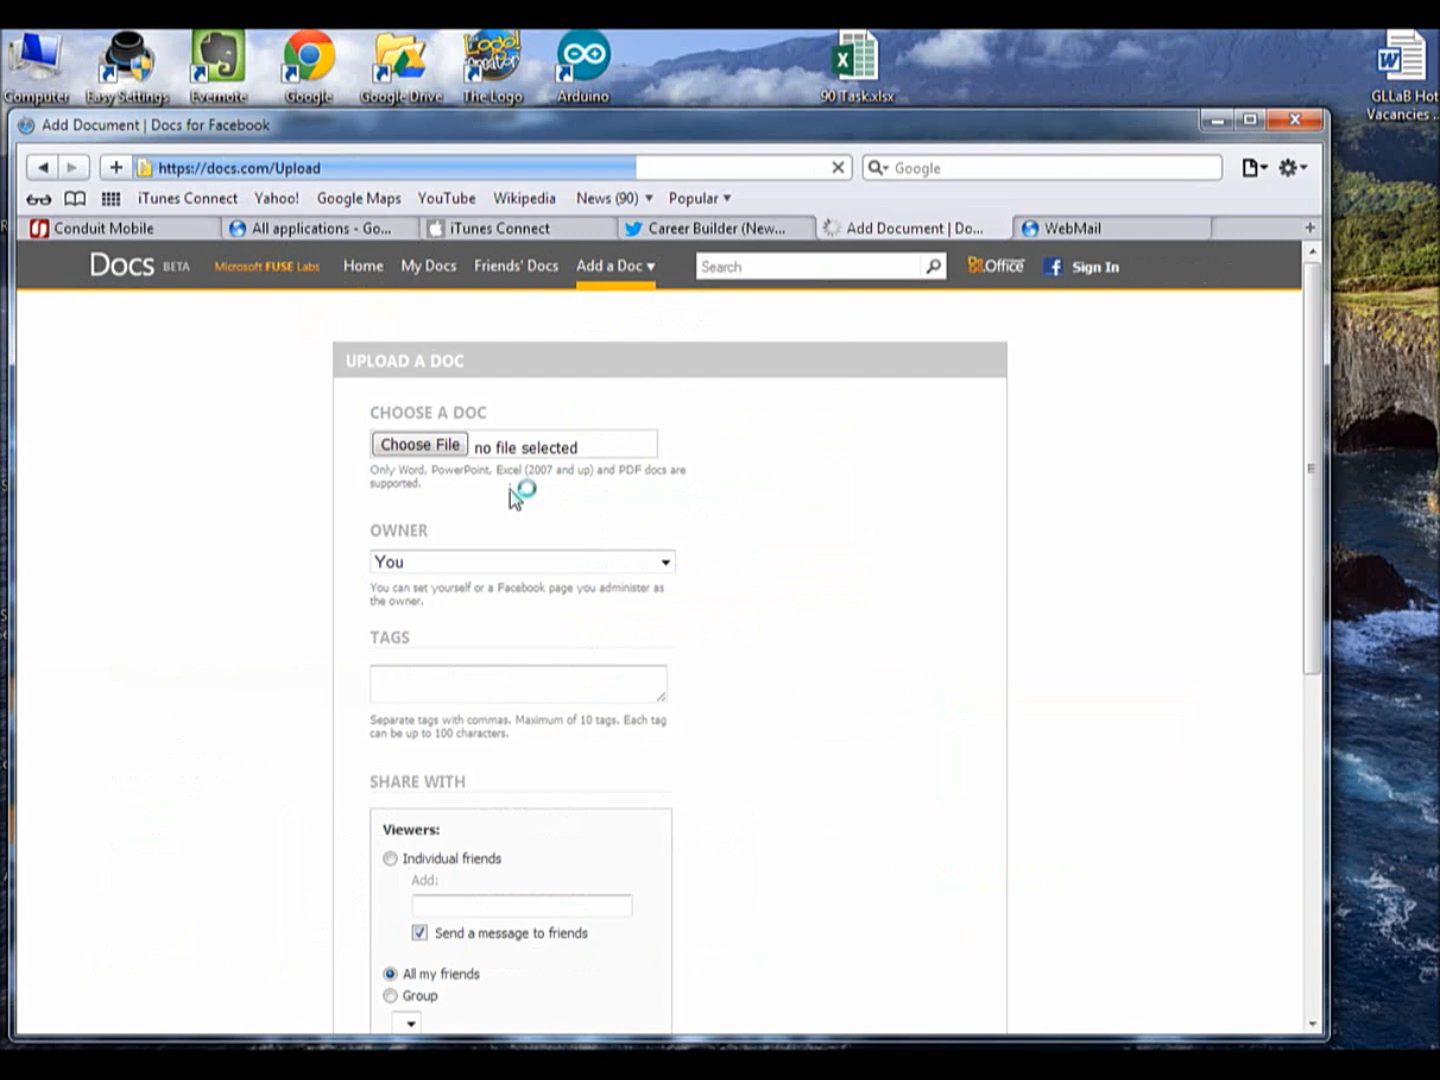 Computer
Easy Settings
Evernote
Google
Google Drive
The Logo
Arduino
90 Task.xlsx
GLLaB Hot
Vacancies ...
Add Document | Docs for Facebook
https://docs.com/Upload
Google
iTunes Connect
Yahoo!
Google Maps
YouTube
Wikipedia
News (90)
Popular
Conduit Mobile
All applications - Go...
iTunes Connect
Career Builder (New...
Add Document | Do...
WebMail
Docs BETA
Microsoft FUSE Labs
Home
My Docs
Friends' Docs
Add a Doc
Search
Office
Sign In
UPLOAD A DOC
CHOOSE A DOC
Choose File no file selected
Only Word, PowerPoint, Excel (2007 and up) and PDF docs are
supported.
OWNER
You
You can set yourself or a Facebook page you administer as
the owner.
TAGS
Separate tags with commas. Maximum of 10 tags. Each tag
can be up to 100 characters.
SHARE WITH
Viewers:
Individual friends
Add:
Send a message to friends
All my friends
Group